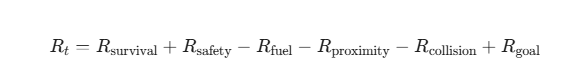 R_t = R_survival + R_safety − R_fuel − R_proximity − R_collision + R_goal